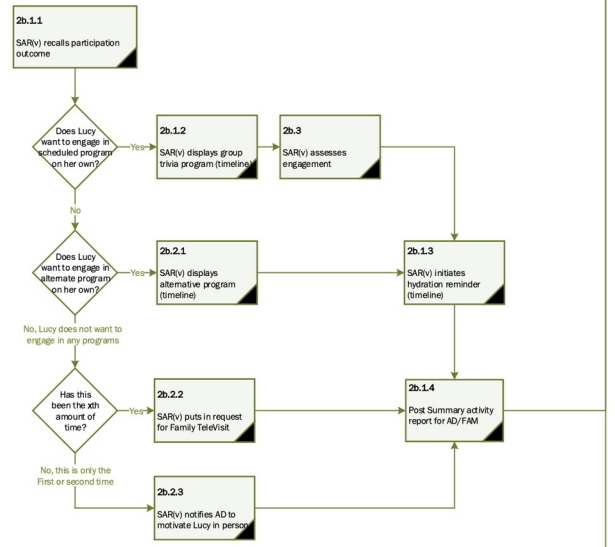 2b.1.1
SAR(v) recalls participation
outcome
Does Lucy
want to engage in
scheduled program
on her own?
Yes
2b.1.2
SAR(v) displays group
trivia program (timeline)
2b.3
SAR(v) assesses
engagement
No
Does Lucy
want to engage in
alternate program
on her own?
Yes
2b.2.1
SAR(v) displays
alternative program
(timeline)
2b.1.3
SAR(v) initiates
hydration reminder
(timeline)
No, Lucy does not want to
engage in any programs
Has this
been the xth
amount of
time?
Yes
2b.2.2
SAR(v) puts in request
for Family TeleVisit
2b.1.4
Post Summary activity
report for AD/FAM
No, this is only the
First or second time
2b.2.3
SAR(v) notifies AD to
motivate Lucy in person